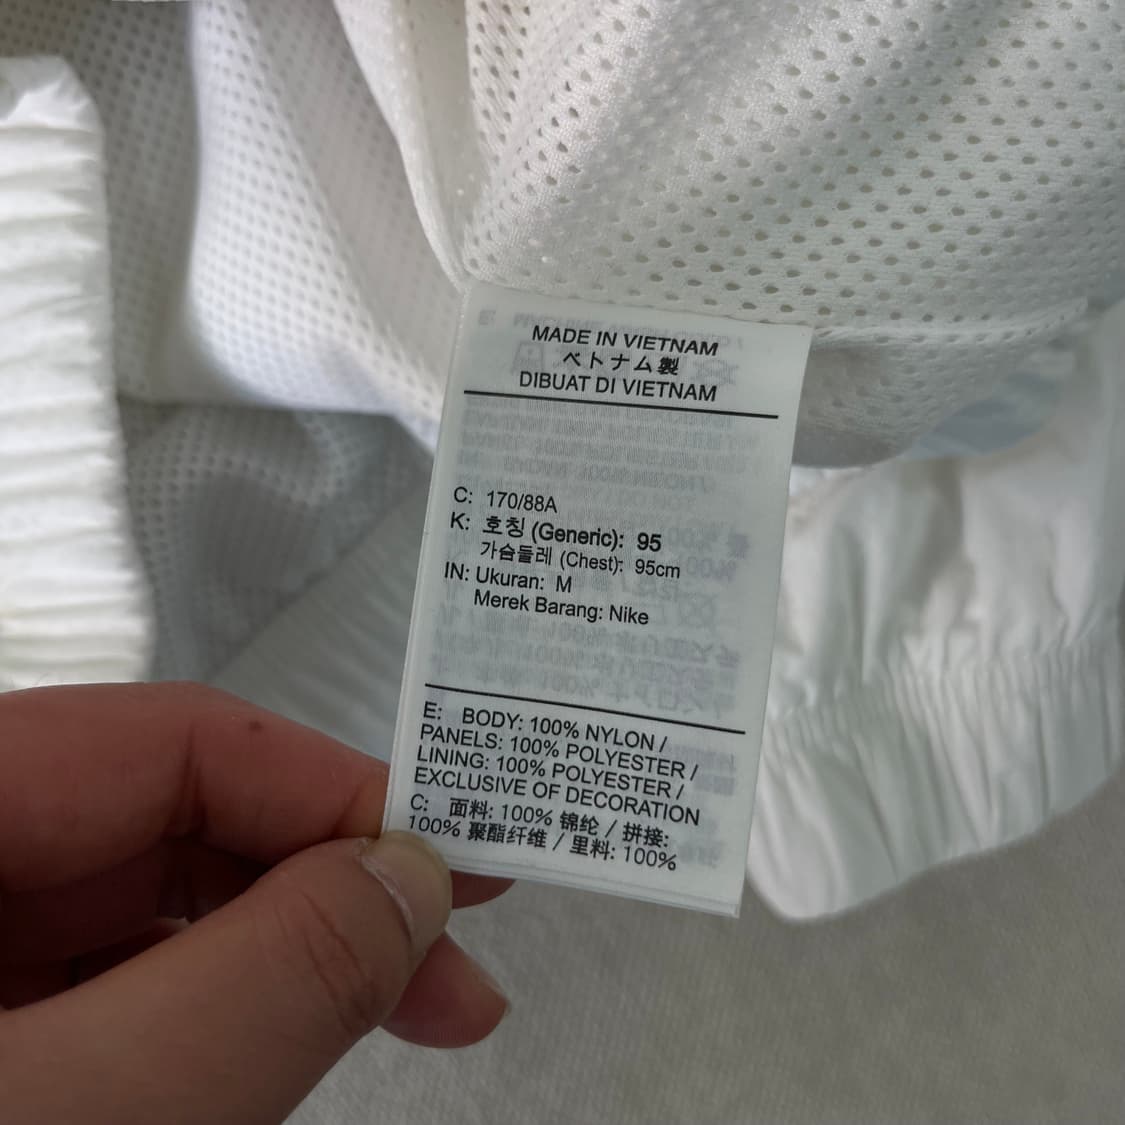 MADE IN VIETNAM
ベトナム製
DIBUAT DI VIETNAM
C: 170/88A
K: 호칭 (Generic): 95
가슴둘레 (Chest): 95cm
IN: Ukuran: M
Merek Barang: Nike
E: BODY: 100% NYLON /
PANELS: 100% POLYESTER /
LINING: 100% POLYESTER /
EXCLUSIVE OF DECORATION
C: 面料: 100% 锦纶 / 拼接:
100% 聚酯纤维 / 里料: 100%